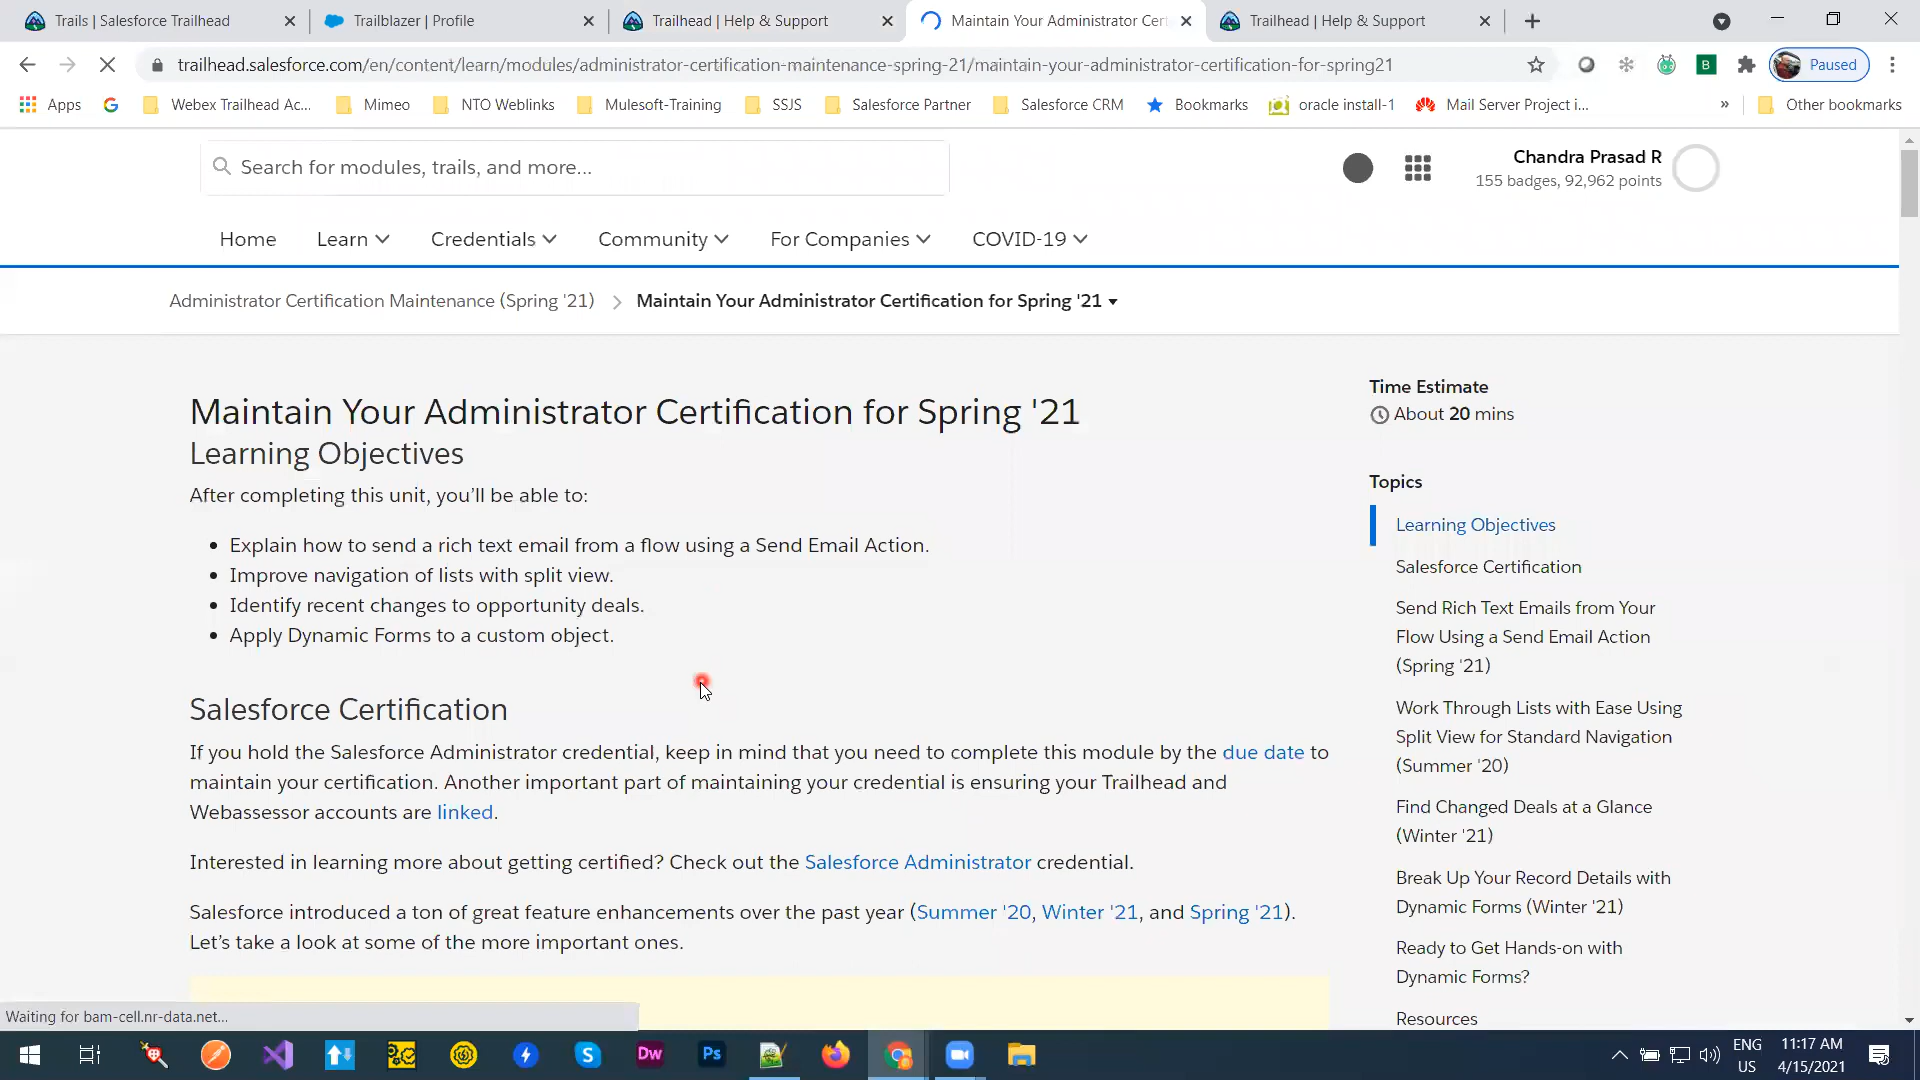 Trails | Salesforce Trailhead
Trailblazer | Profile
Trailhead | Help & Support
Maintain Your Administrator Cert
Trailhead | Help & Support
trailhead.salesforce.com/en/content/learn/modules/administrator-certification-maintenance-spring-21/maintain-your-administrator-certification-for-spring21
B
Paused
Apps
G
Webex Trailhead Ac...
Mimeo
NTO Weblinks
Mulesoft-Training
SSJS
Salesforce Partner
Salesforce CRM
Bookmarks
oracle install-1
Mail Server Project i...
»
Other bookmarks
Search for modules, trails, and more...
Chandra Prasad R
155 badges, 92,962 points
Home
Learn
Credentials
Community
For Companies
COVID-19
Administrator Certification Maintenance (Spring '21)
Maintain Your Administrator Certification for Spring '21
Maintain Your Administrator Certification for Spring '21
Learning Objectives
After completing this unit, you’ll be able to:
• Explain how to send a rich text email from a flow using a Send Email Action.
• Improve navigation of lists with split view.
• Identify recent changes to opportunity deals.
• Apply Dynamic Forms to a custom object.
Salesforce Certification
If you hold the Salesforce Administrator credential, keep in mind that you need to complete this module by the due date to
maintain your certification. Another important part of maintaining your credential is ensuring your Trailhead and
Webassessor accounts are linked.
Interested in learning more about getting certified? Check out the Salesforce Administrator credential.
Salesforce introduced a ton of great feature enhancements over the past year (Summer '20, Winter '21, and Spring '21).
Let’s take a look at some of the more important ones.
Time Estimate
About 20 mins
Topics
Learning Objectives
Salesforce Certification
Send Rich Text Emails from Your
Flow Using a Send Email Action
(Spring '21)
Work Through Lists with Ease Using
Split View for Standard Navigation
(Summer '20)
Find Changed Deals at a Glance
(Winter '21)
Break Up Your Record Details with
Dynamic Forms (Winter '21)
Ready to Get Hands-on with
Dynamic Forms?
Resources
Waiting for bam-cell.nr-data.net...
Dw
Ps
ENG
US
11:17 AM
4/15/2021